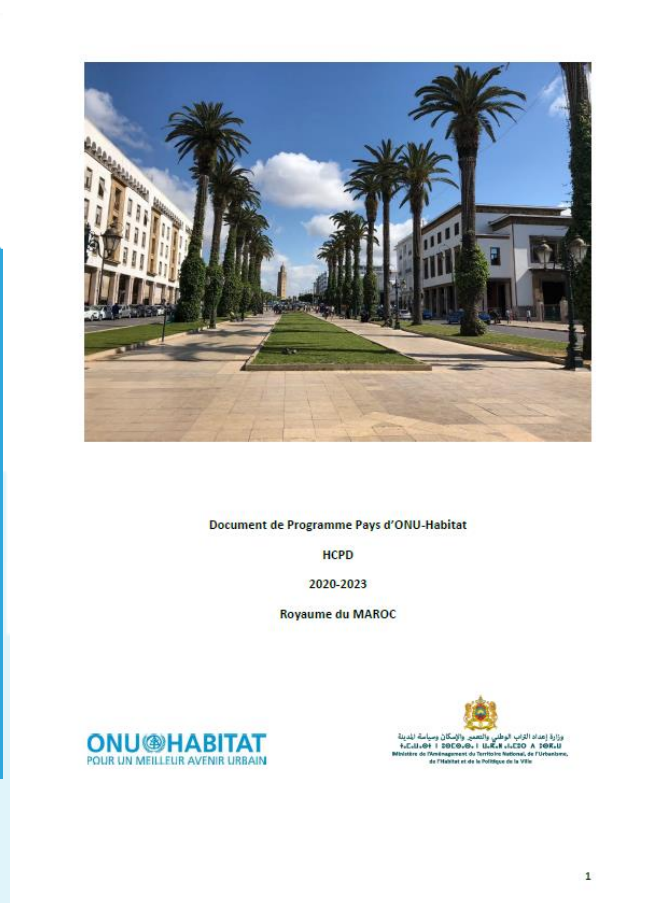 Document de Programme Pays d'ONU-Habitat
HCPD
2020-2023
Royaume du MAROC
ONU HABITAT
POUR UN MEILLEUR AVENIR URBAIN
وزارة إعداد التراب الوطني والتعمير والإسكان وسياسة المدينة
Ministère de l'Aménagement du Territoire National, de l'Urbanisme,
de l'Habitat et de la Politique de la Ville
1